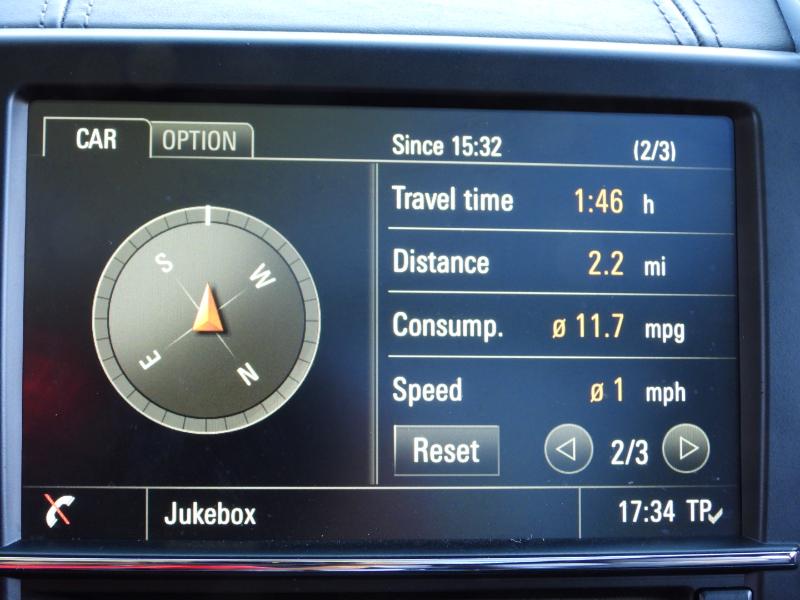 CAR OPTION Since 15:32 (2/3)
Travel time 1:46 h
Distance 2.2 mi
Consump. ø 11.7 mpg
Speed ø 1 mph
S W
E N
Reset 2/3
Jukebox 17:34 TP